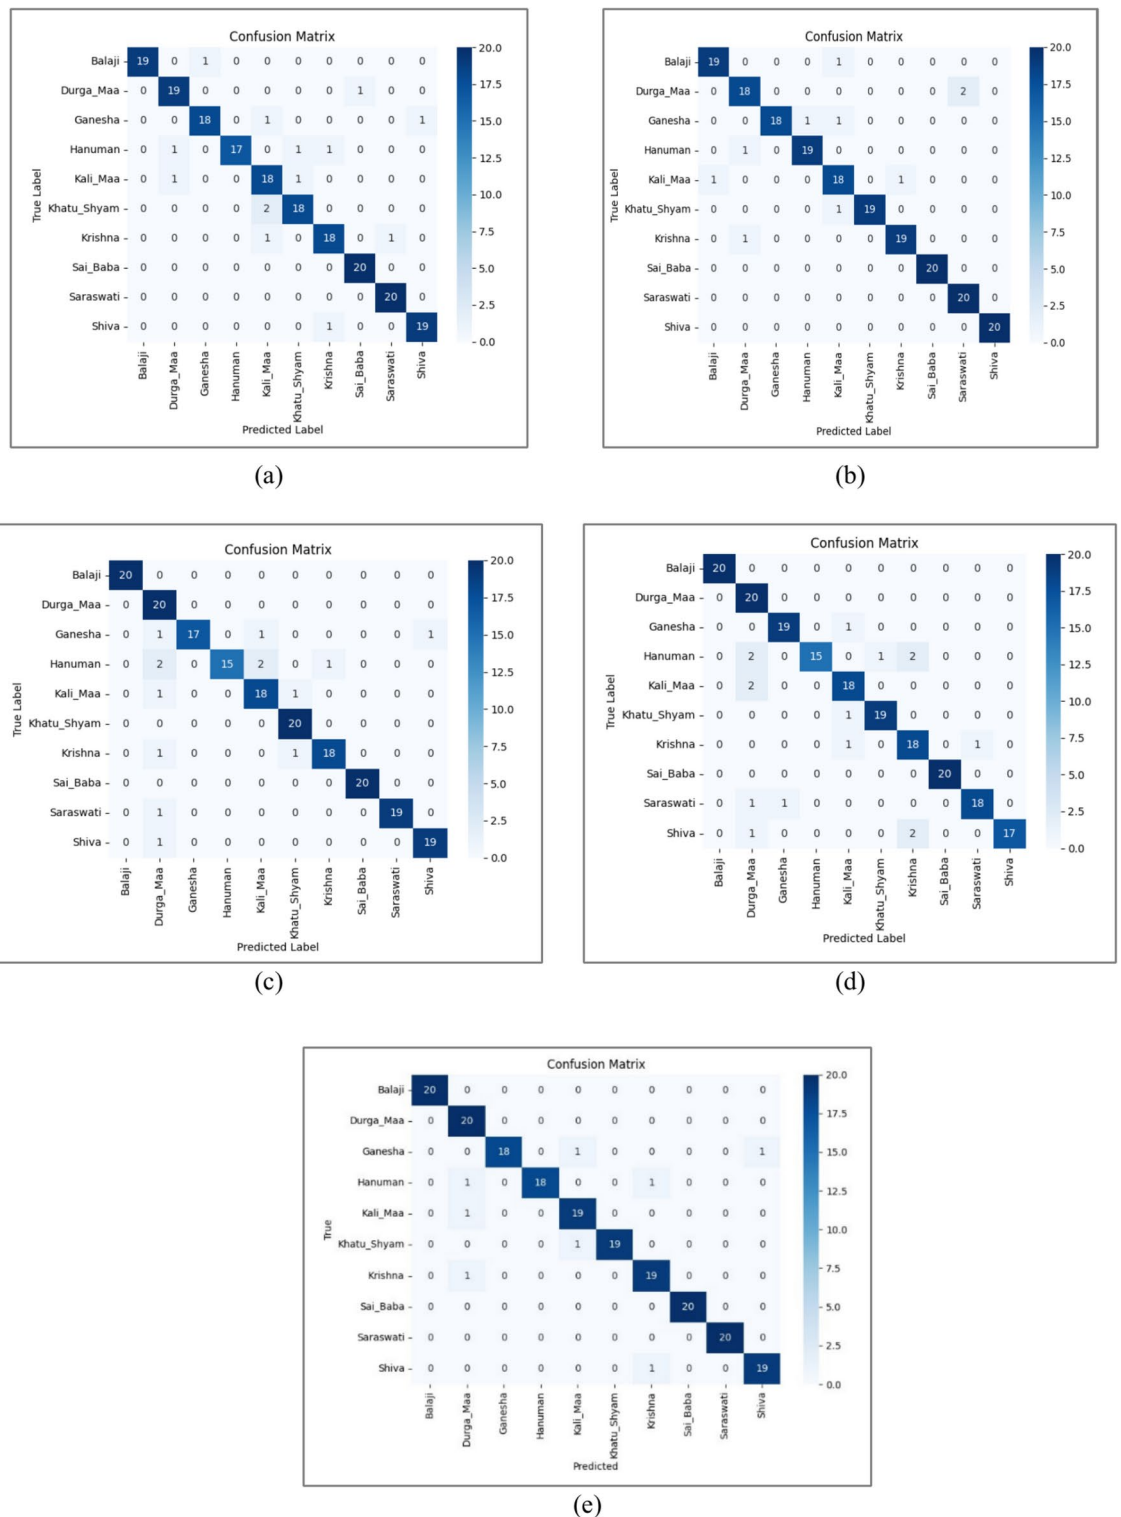 Confusion Matrix
True Label
Balaji 19 0 1 0 0 0 0 0 0 0
Durga_Maa 0 19 0 0 0 0 0 1 0 0
Ganesha 0 0 18 0 1 0 0 0 0 1
Hanuman 0 1 0 17 0 1 1 0 0 0
Kali_Maa 0 1 0 0 18 1 0 0 0 0
Khatu_Shyam 0 0 0 0 2 18 0 0 0 0
Krishna 0 0 0 0 1 0 18 0 1 0
Sai_Baba 0 0 0 0 0 0 0 20 0 0
Saraswati 0 0 0 0 0 0 0 0 20 0
Shiva 0 0 0 0 0 0 1 0 0 19
Balaji Durga_Maa Ganesha Hanuman Kali_Maa Khatu_Shyam Krishna Sai_Baba Saraswati Shiva
Predicted Label
20.0
17.5
15.0
12.5
10.0
7.5
5.0
2.5
0.0
(a)
Confusion Matrix
True Label
Balaji 19 0 0 0 1 0 0 0 0 0
Durga_Maa 0 18 0 0 0 0 0 0 2 0
Ganesha 0 0 18 1 1 0 0 0 0 0
Hanuman 0 1 0 19 0 0 0 0 0 0
Kali_Maa 1 0 0 0 18 0 1 0 0 0
Khatu_Shyam 0 0 0 0 1 19 0 0 0 0
Krishna 0 1 0 0 0 0 19 0 0 0
Sai_Baba 0 0 0 0 0 0 0 20 0 0
Saraswati 0 0 0 0 0 0 0 0 20 0
Shiva 0 0 0 0 0 0 0 0 0 20
Balaji Durga_Maa Ganesha Hanuman Kali_Maa Khatu_Shyam Krishna Sai_Baba Saraswati Shiva
Predicted Label
20.0
17.5
15.0
12.5
10.0
7.5
5.0
2.5
0.0
(b)
Confusion Matrix
True Label
Balaji 20 0 0 0 0 0 0 0 0 0
Durga_Maa 0 20 0 0 0 0 0 0 0 0
Ganesha 0 1 17 0 1 0 0 0 0 1
Hanuman 0 2 0 15 2 0 1 0 0 0
Kali_Maa 0 1 0 0 18 1 0 0 0 0
Khatu_Shyam 0 0 0 0 0 20 0 0 0 0
Krishna 0 1 0 0 0 1 18 0 0 0
Sai_Baba 0 0 0 0 0 0 0 20 0 0
Saraswati 0 1 0 0 0 0 0 0 19 0
Shiva 0 1 0 0 0 0 0 0 0 19
Balaji Durga_Maa Ganesha Hanuman Kali_Maa Khatu_Shyam Krishna Sai_Baba Saraswati Shiva
Predicted Label
20.0
17.5
15.0
12.5
10.0
7.5
5.0
2.5
0.0
(c)
Confusion Matrix
True Label
Balaji 20 0 0 0 0 0 0 0 0 0
Durga_Maa 0 20 0 0 0 0 0 0 0 0
Ganesha 0 0 19 0 1 0 0 0 0 0
Hanuman 0 2 0 15 0 1 2 0 0 0
Kali_Maa 0 2 0 0 18 0 0 0 0 0
Khatu_Shyam 0 0 0 0 1 19 0 0 0 0
Krishna 0 0 0 0 1 0 18 0 1 0
Sai_Baba 0 0 0 0 0 0 0 20 0 0
Saraswati 0 1 1 0 0 0 0 0 18 0
Shiva 0 1 0 0 0 0 2 0 0 17
Balaji Durga_Maa Ganesha Hanuman Kali_Maa Khatu_Shyam Krishna Sai_Baba Saraswati Shiva
Predicted Label
20.0
17.5
15.0
12.5
10.0
7.5
5.0
2.5
0.0
(d)
Confusion Matrix
True
Balaji 20 0 0 0 0 0 0 0 0 0
Durga_Maa 0 20 0 0 0 0 0 0 0 0
Ganesha 0 0 18 0 1 0 0 0 0 1
Hanuman 0 1 0 18 0 0 1 0 0 0
Kali_Maa 0 1 0 0 19 0 0 0 0 0
Khatu_Shyam 0 0 0 0 1 19 0 0 0 0
Krishna 0 1 0 0 0 0 19 0 0 0
Sai_Baba 0 0 0 0 0 0 0 20 0 0
Saraswati 0 0 0 0 0 0 0 0 20 0
Shiva 0 0 0 0 0 0 1 0 0 19
Balaji Durga_Maa Ganesha Hanuman Kali_Maa Khatu_Shyam Krishna Sai_Baba Saraswati Shiva
Predicted
20.0
17.5
15.0
12.5
10.0
7.5
5.0
2.5
0.0
(e)